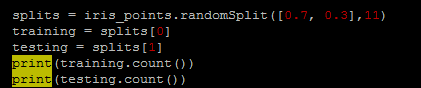 splits = iris_points.randomSplit([0.7, 0.3],11)
training = splits[0]
testing = splits[1]
print(training.count())
print(testing.count())